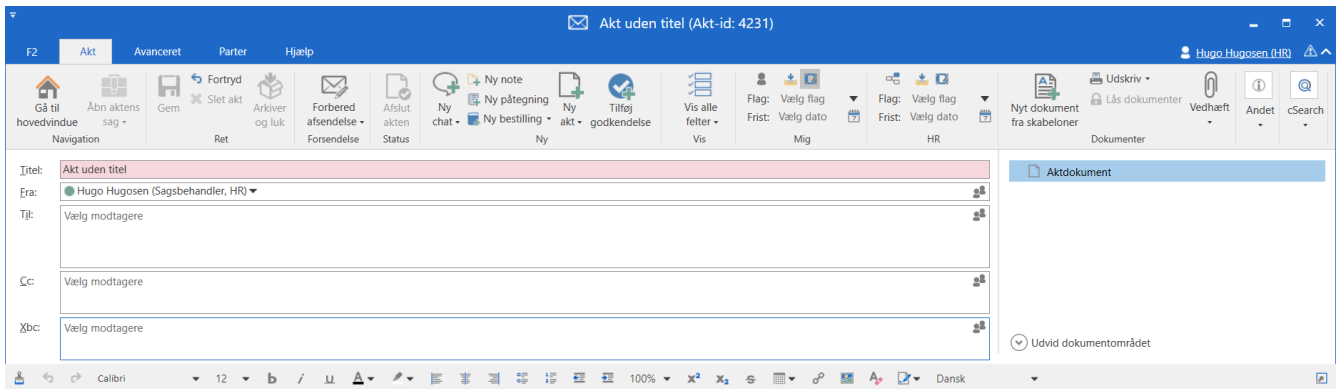 Akt uden titel (Akt-id: 4231)
F2 Akt Avanceret Parter Hjælp Hugo Hugosen (HR)
Gå til hovedvindue
Åbn aktens sag
Navigation
Gem
Fortryd
Slet akt
Arkiver og luk
Ret
Forbered afsendelse
Forsendelse
Afslut akten
Status
Ny chat
Ny note
Ny påtegning
Ny bestilling
Ny akt
Tilføj godkendelse
Ny
Vis alle felter
Vis
Flag: Vælg flag
Frist: Vælg dato
Mig
Flag: Vælg flag
Frist: Vælg dato
HR
Nyt dokument fra skabeloner
Udskriv
Lås dokumenter
Vedhæft
Dokumenter
Andet
cSearch
Titel: Akt uden titel
Fra: Hugo Hugosen (Sagsbehandler, HR)
Til: Vælg modtagere
Cc: Vælg modtagere
Xbc: Vælg modtagere
Aktdokument
Udvid dokumentområdet
Calibri 12 b i u A 100% x² x₂ S A Dansk